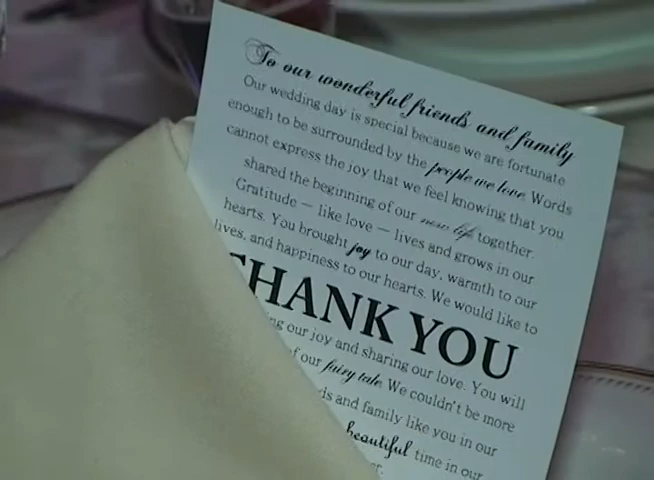 To our wonderful friends and family
Our wedding day is special because we are fortunate
enough to be surrounded by the people we love. Words
cannot express the joy that we feel knowing that you
shared the beginning of our new life together.
Gratitude — like love — lives and grows in our
hearts. You brought joy to our day, warmth to our
lives, and happiness to our hearts. We would like to
THANK YOU
our joy and sharing our love. You will
of our fairy tale. We couldn't be more
and family like you in our
beautiful time in our